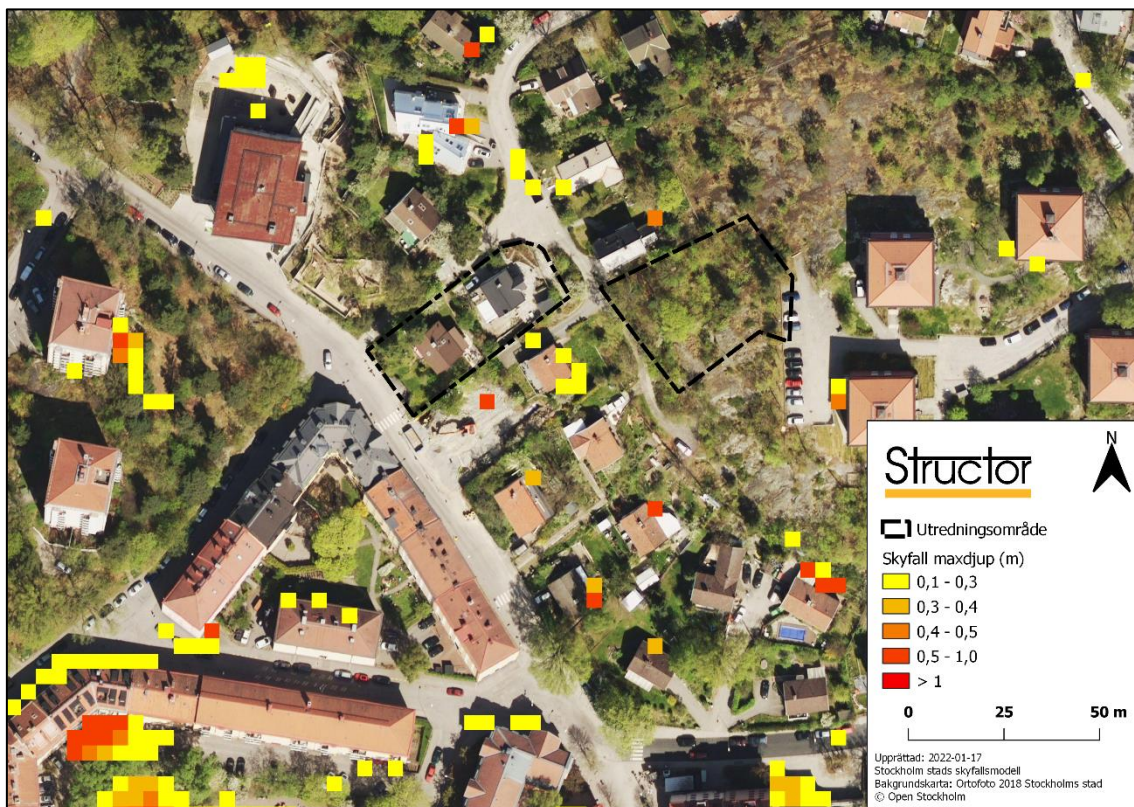 Structor
N
Utredningsområde
Skyfall maxdjup (m)
0,1 - 0,3
0,3 - 0,4
0,4 - 0,5
0,5 - 1,0
> 1
0 25 50 m
Upprättad: 2022-01-17
Stockholm stads skyfallsmodell
Bakgrundskarta: Ortofoto 2018 Stockholms stad
© Open Stockholm